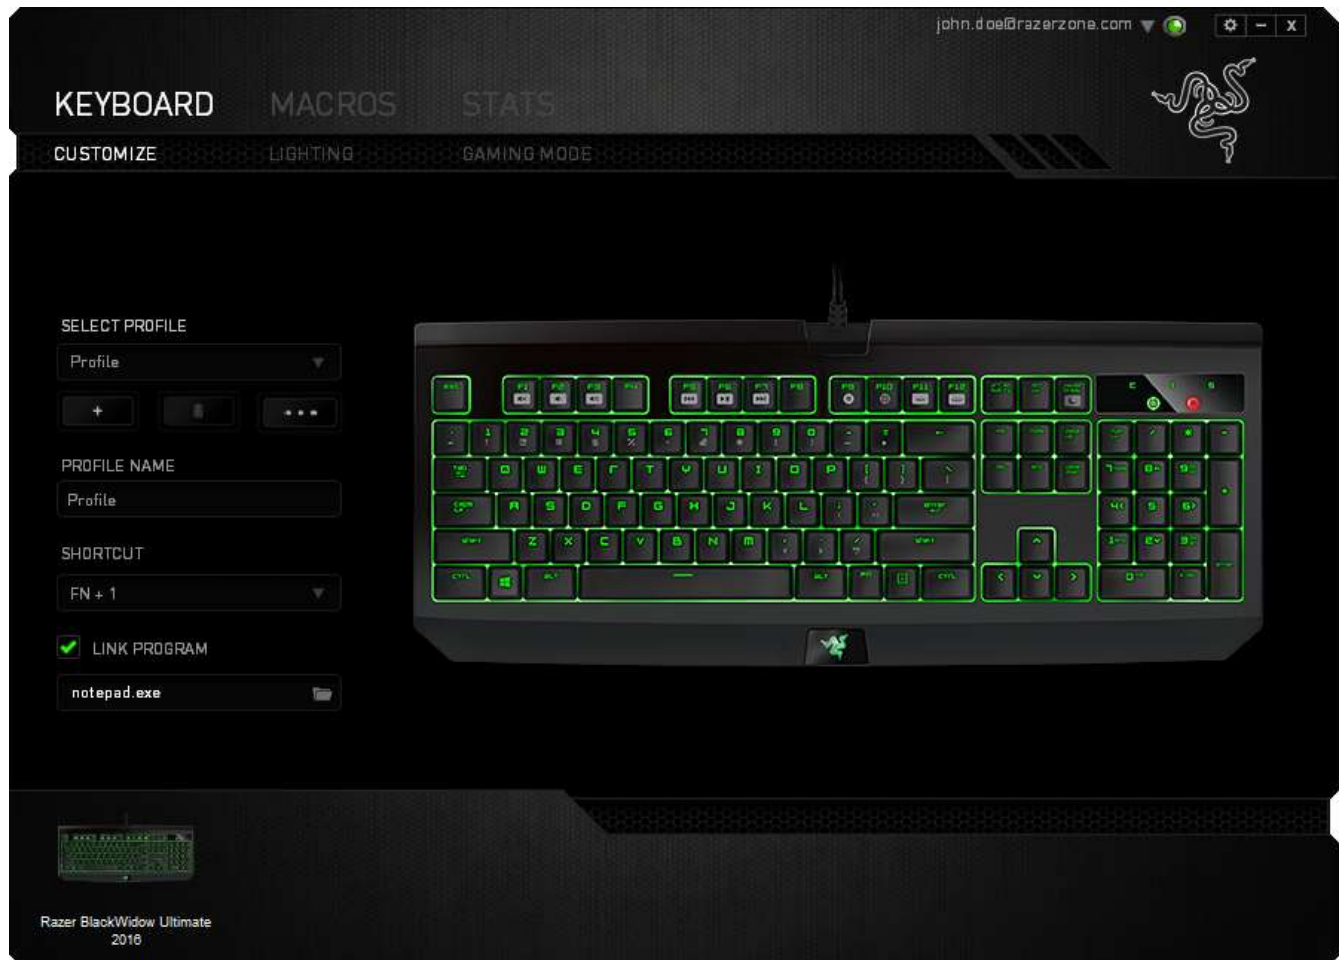 john.doe@razerzone.com
KEYBOARD MACROS STATS
CUSTOMIZE LIGHTING GAMING MODE
SELECT PROFILE
Profile
PROFILE NAME
Profile
SHORTCUT
FN + 1
LINK PROGRAM
notepad.exe
Razer BlackWidow Ultimate
2016